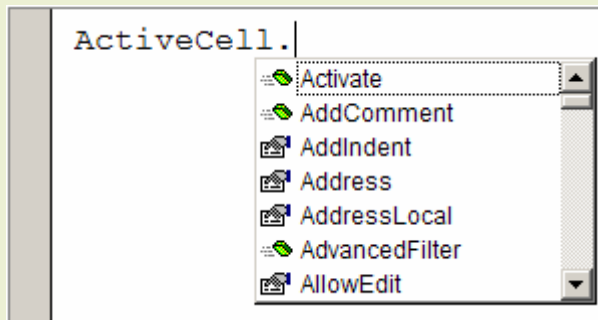 ActiveCell.
Activate
AddComment
AddIndent
Address
AddressLocal
AdvancedFilter
AllowEdit